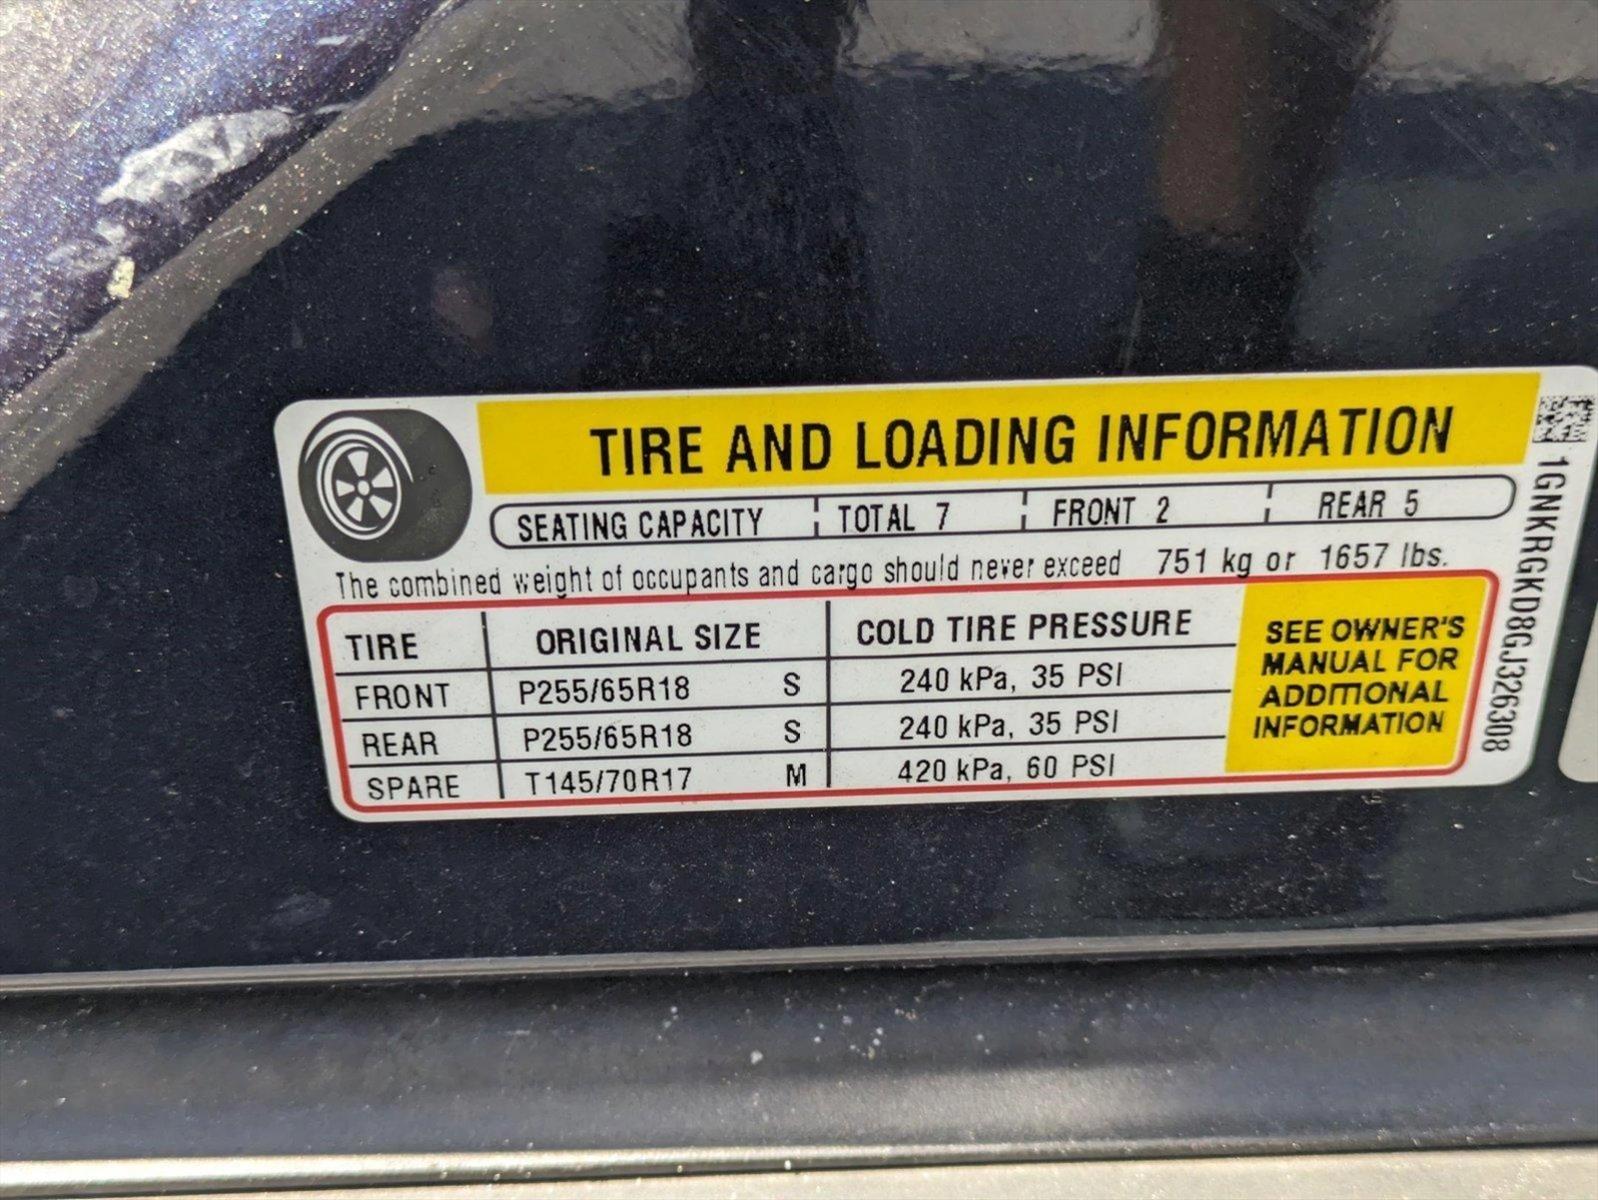 TIRE AND LOADING INFORMATION
SEATING CAPACITY TOTAL 7 FRONT 2 REAR 5
The combined weight of occupants and cargo should never exceed 751 kg or 1657 lbs.
TIRE ORIGINAL SIZE COLD TIRE PRESSURE
FRONT P255/65R18 S 240 kPa, 35 PSI
REAR P255/65R18 S 240 kPa, 35 PSI
SPARE T145/70R17 M 420 kPa, 60 PSI
SEE OWNER'S
MANUAL FOR
ADDITIONAL
INFORMATION
1GNKRGKD8GJ326308